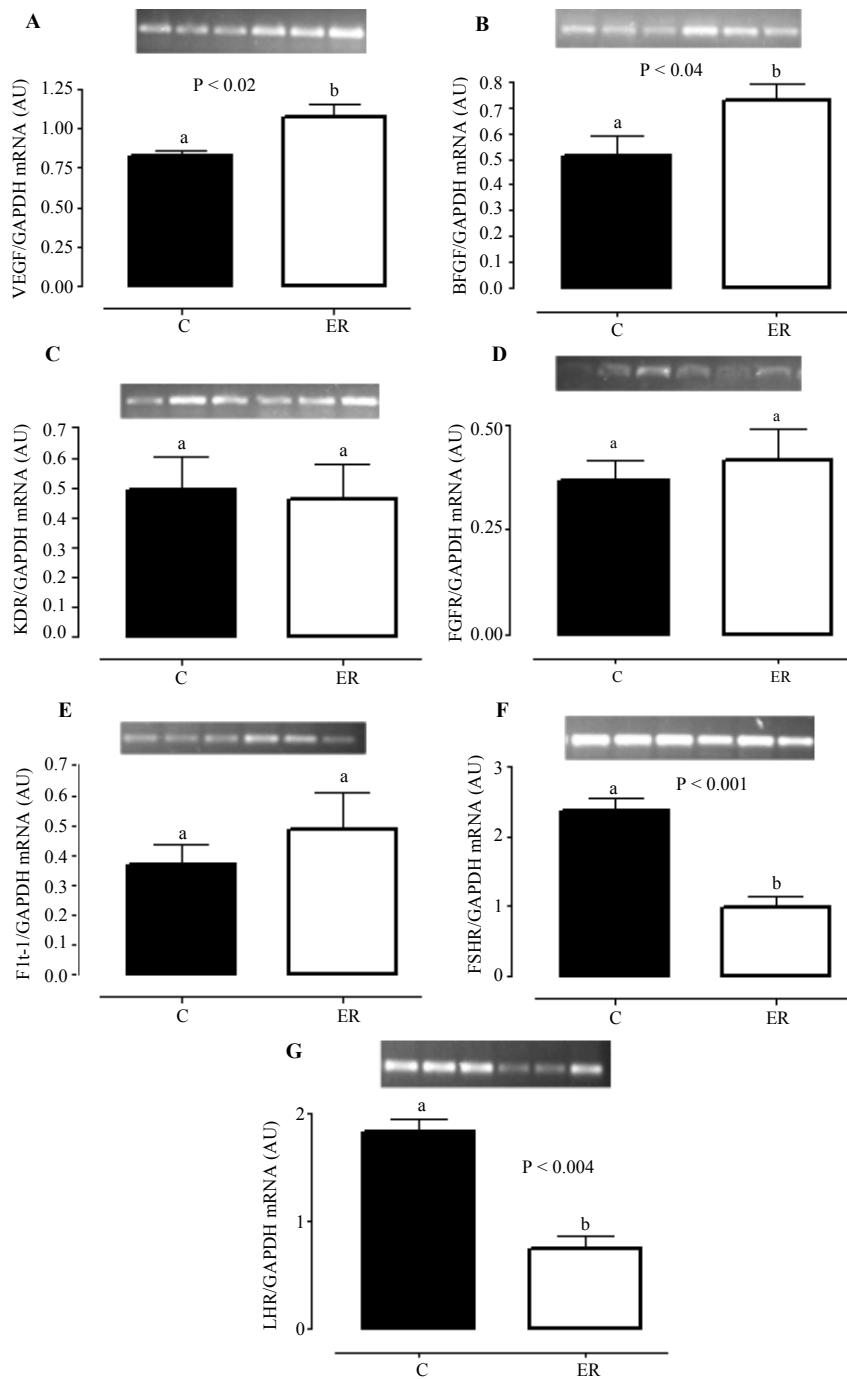 A
P < 0.02
VEGF/GAPDH mRNA (AU)
1.25
1.00
0.75
0.50
0.25
0.00
a
b
C
ER
B
P < 0.04
BFGF/GAPDH mRNA (AU)
0.8
0.7
0.6
0.5
0.4
0.3
0.2
0.1
0.0
a
b
C
ER
C
KDR/GAPDH mRNA (AU)
0.7
0.6
0.5
0.4
0.3
0.2
0.1
0.0
a
a
C
ER
D
FGFR/GAPDH mRNA (AU)
0.50
0.25
0.00
a
a
C
ER
E
F1t-1/GAPDH mRNA (AU)
0.7
0.6
0.5
0.4
0.3
0.2
0.1
0.0
a
a
C
ER
F
P < 0.001
FSHR/GAPDH mRNA (AU)
3
2
1
0
a
b
C
ER
G
P < 0.004
LHR/GAPDH mRNA (AU)
2
1
0
a
b
C
ER